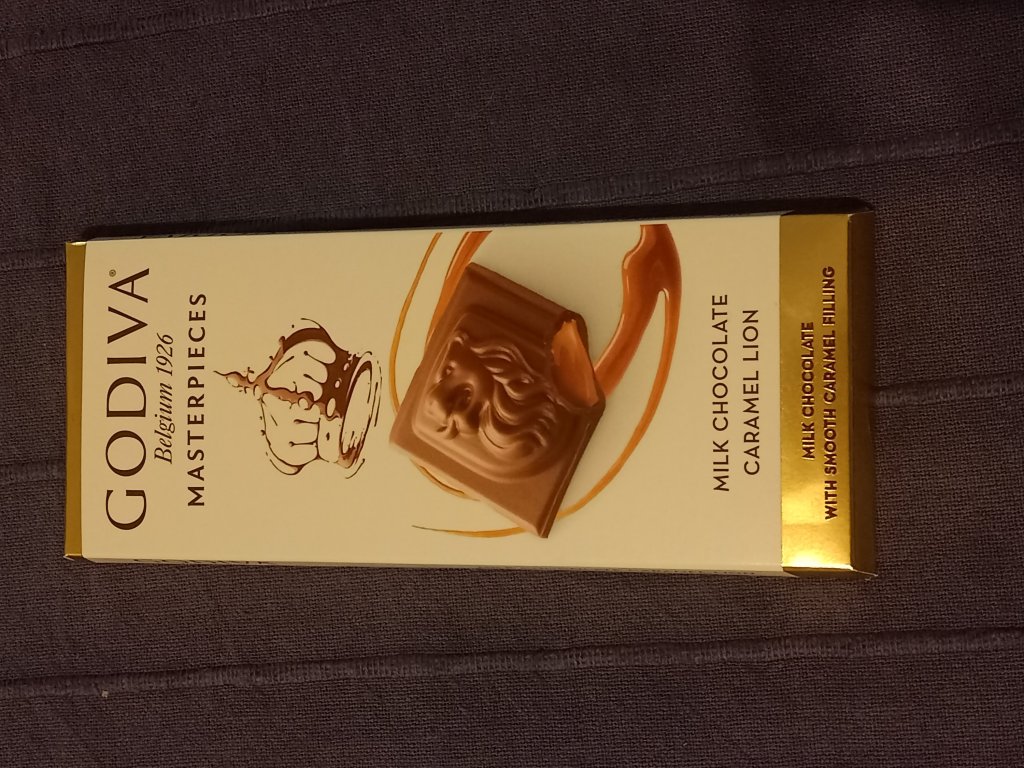 GODIVA®
Belgium 1926
MASTERPIECES
MILK CHOCOLATE
CARAMEL LION
MILK CHOCOLATE
WITH SMOOTH CARAMEL FILLING